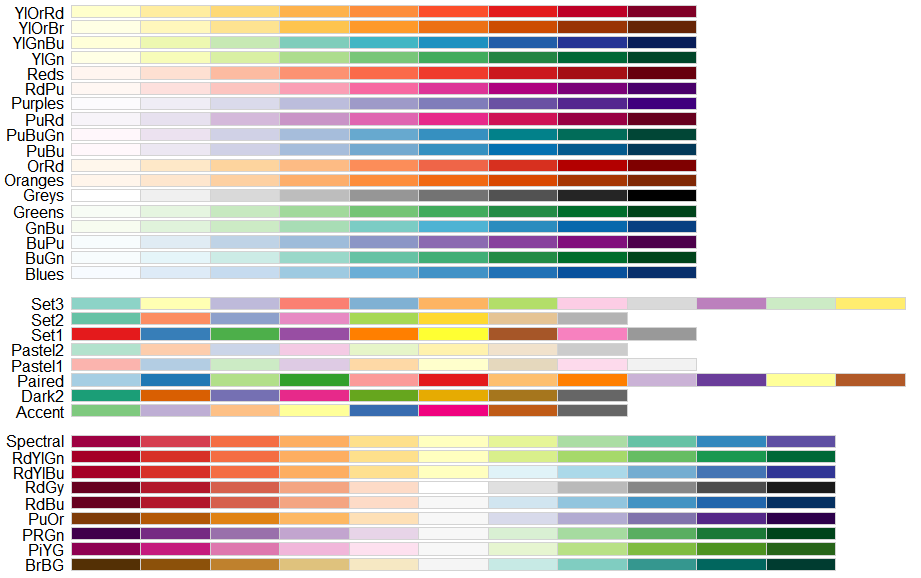 YlOrRd
YlOrBr
YlGnBu
YlGn
Reds
RdPu
Purples
PuRd
PuBuGn
PuBu
OrRd
Oranges
Greys
Greens
GnBu
BuPu
BuGn
Blues
Set3
Set2
Set1
Pastel2
Pastel1
Paired
Dark2
Accent
Spectral
RdYlGn
RdYlBu
RdGy
RdBu
PuOr
PRGn
PiYG
BrBG